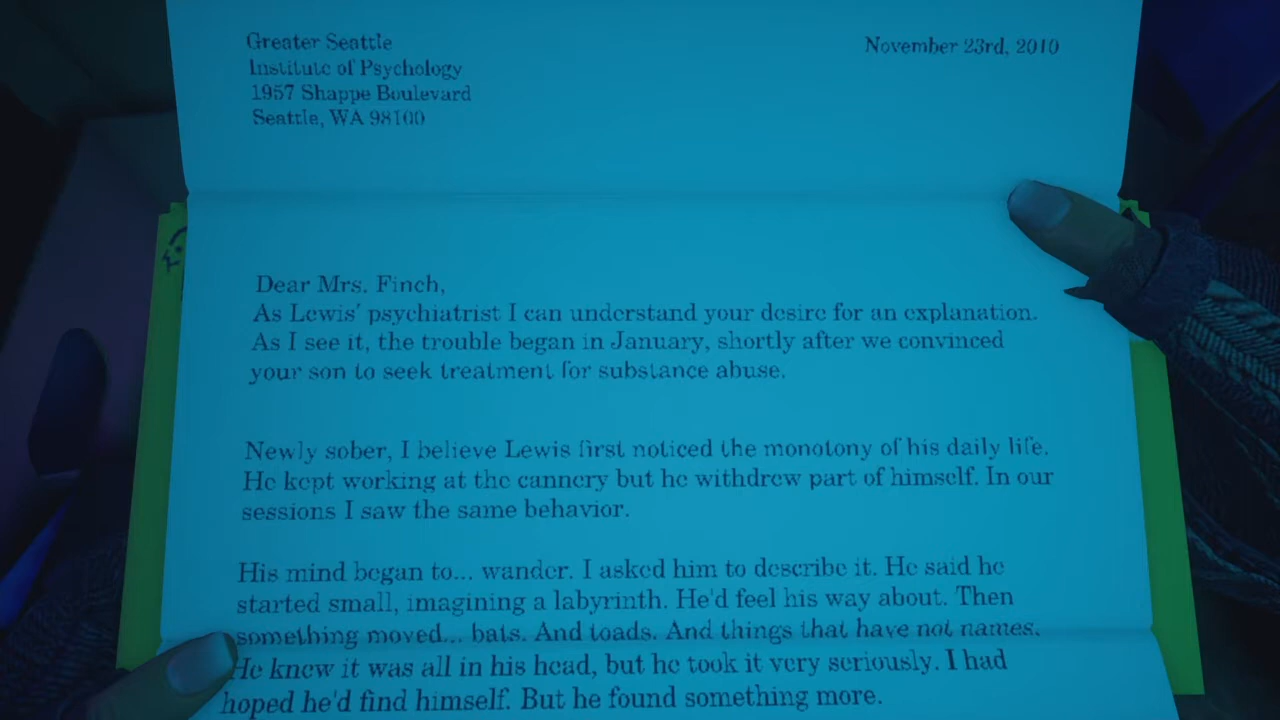 Greater Seattle
November 23rd, 2010
Institute of Psychology
1957 Shappe Boulevard
Seattle, WA 98100
Dear Mrs. Finch,
As Lewis' psychiatrist I can understand your desire for an explanation.
As I see it, the trouble began in January, shortly after we convinced
your son to seek treatment for substance abuse.
Newly sober, I believe Lewis first noticed the monotony of his daily life.
He kept working at the cannery but he withdrew part of himself. In our
sessions I saw the same behavior.
His mind began to... wander. I asked him to describe it. He said he
started small, imagining a labyrinth. He'd feel his way about. Then
something moved... bats. And toads. And things that have not names.
He knew it was all in his head, but he took it very seriously. I had
hoped he'd find himself. But he found something more.